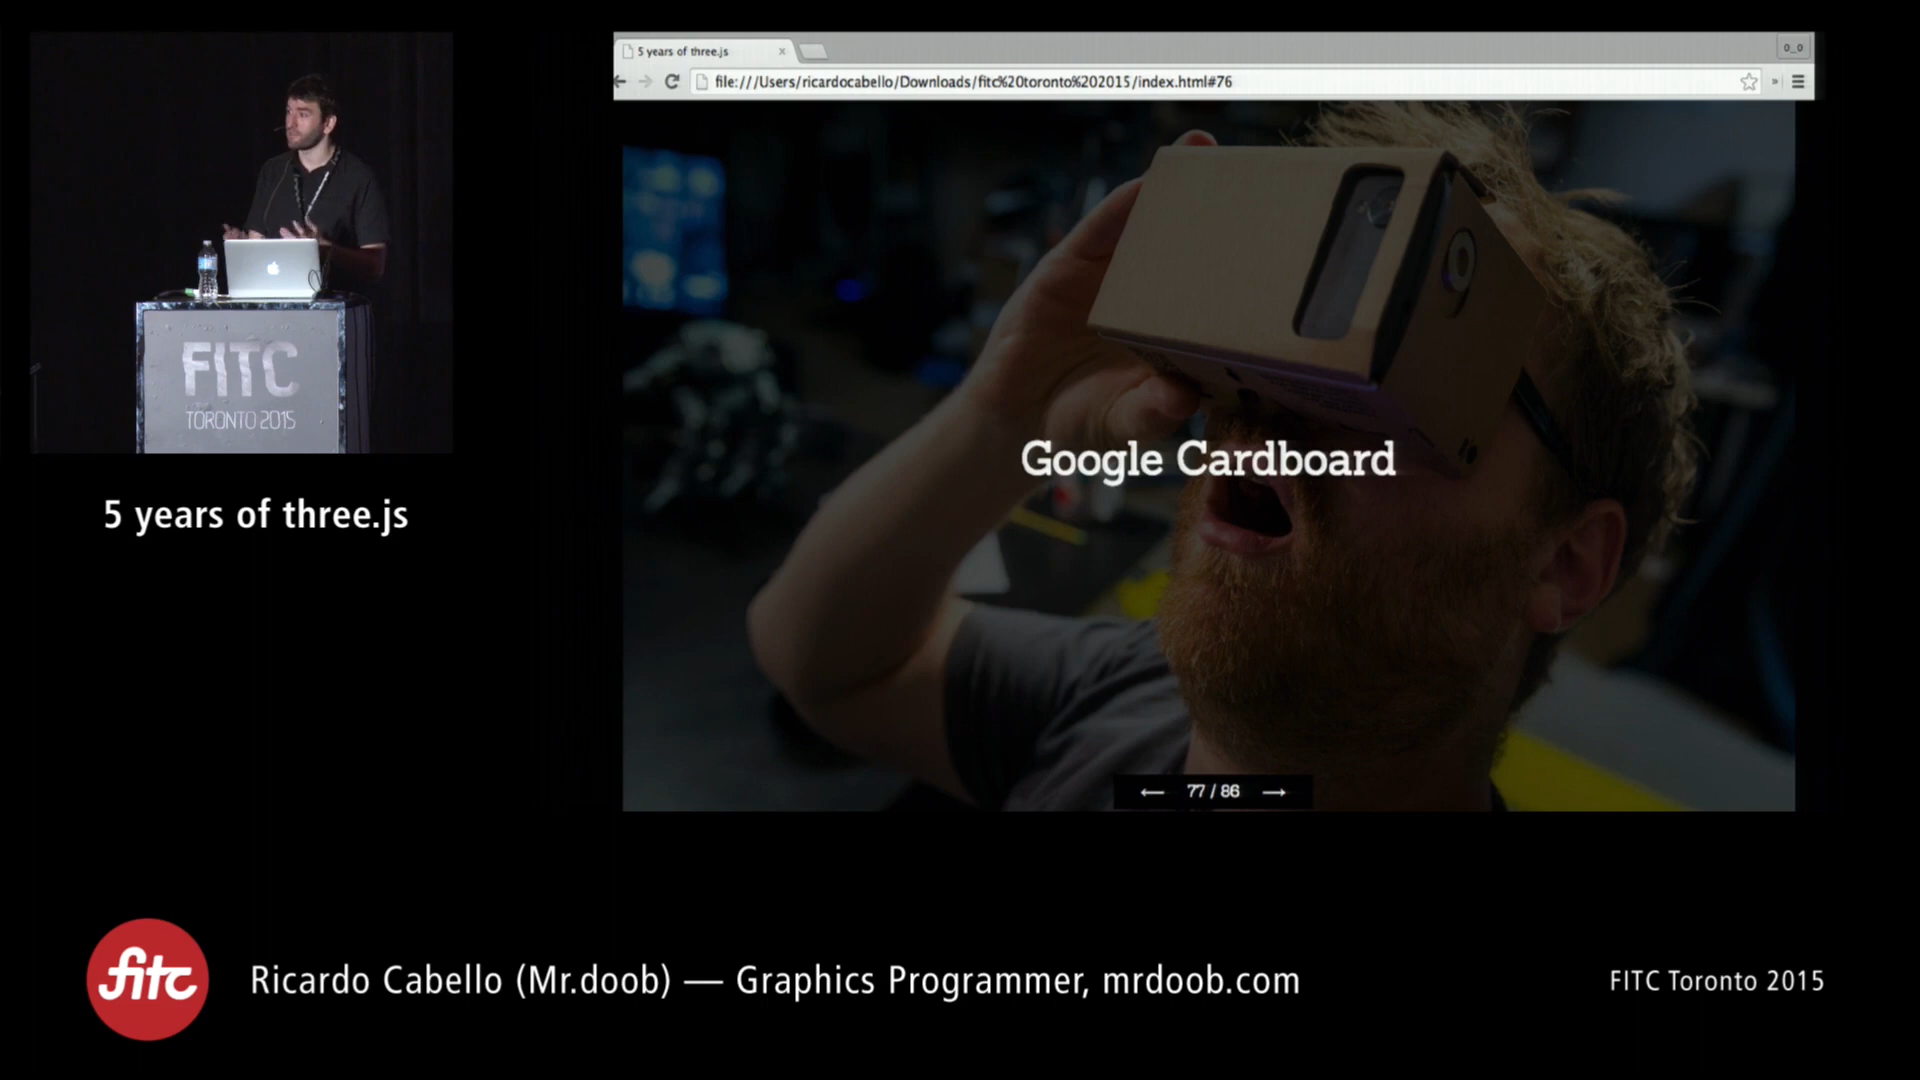 5 years of three.js
0_0
file:///Users/ricardocabello/Downloads/fitc%20toronto%202015/index.html#76
»
FITC
TORONTO 2015
Google Cardboard
← 77 / 86 →
5 years of three.js
fitc
Ricardo Cabello (Mr.doob) — Graphics Programmer, mrdoob.com
FITC Toronto 2015